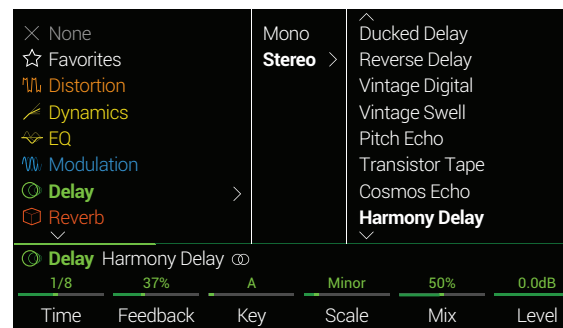 None
Favorites
Distortion
Dynamics
EQ
Modulation
Delay >
Reverb
Mono
Stereo >
Ducked Delay
Reverse Delay
Vintage Digital
Vintage Swell
Pitch Echo
Transistor Tape
Cosmos Echo
Harmony Delay
Delay Harmony Delay
1/8 37% A Minor 50% 0.0dB
Time Feedback Key Scale Mix Level